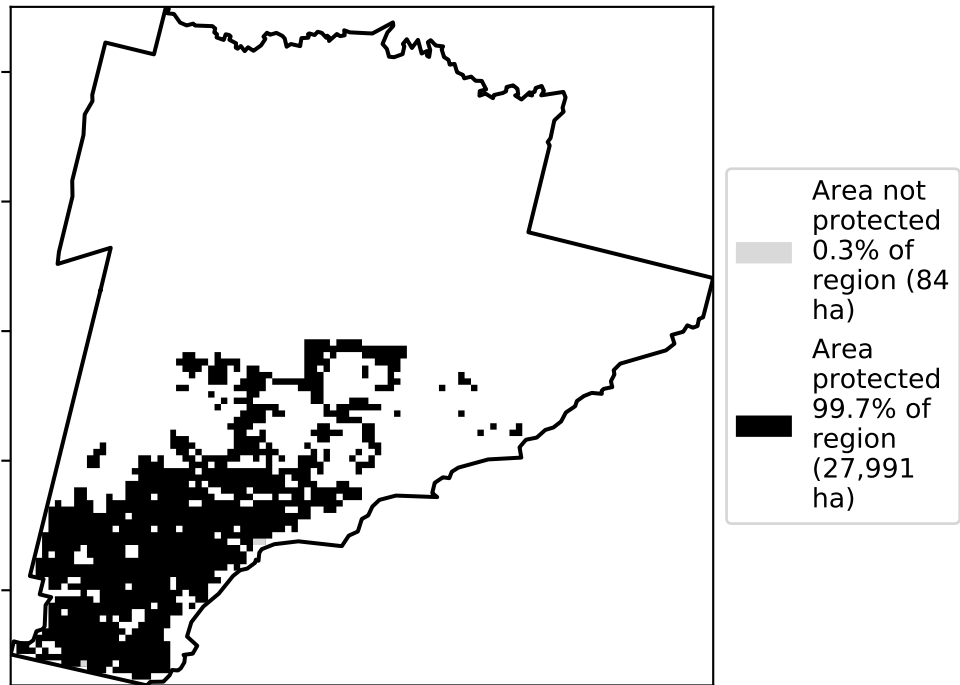 Area not
protected
0.3% of
region (84
ha)
Area
protected
99.7% of
region
(27,991
ha)